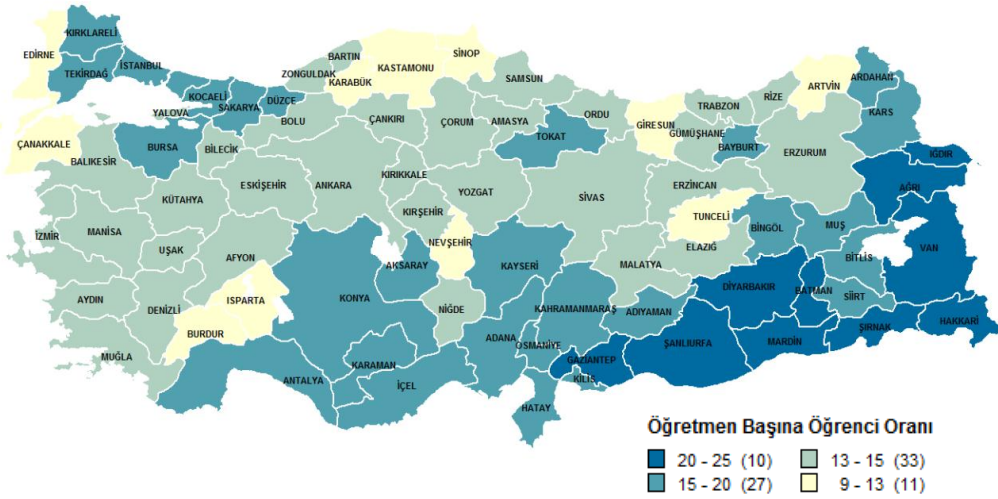 KIRKLARELİ
EDİRNE
TEKİRDAĞ
İSTANBUL
KOCAELİ
YALOVA
SAKARYA
DÜZCE
ZONGULDAK
BARTIN
KARABÜK
KASTAMONU
SİNOP
SAMSUN
ÇANAKKALE
BALIKESİR
BURSA
BİLECİK
BOLU
ÇANKIRI
ÇORUM
AMASYA
TOKAT
ORDU
GİRESUN
GÜMÜŞHANE
TRABZON
BAYBURT
RİZE
ARTVİN
ARDAHAN
KARS
ERZURUM
IĞDIR
AĞRI
KÜTAHYA
ESKİŞEHİR
ANKARA
KIRIKKALE
KIRŞEHİR
YOZGAT
SİVAS
ERZİNCAN
TUNCELİ
ELAZIĞ
BİNGÖL
MUŞ
BİTLİS
VAN
İZMİR
MANİSA
UŞAK
AFYON
AYDIN
DENİZLİ
ISPARTA
BURDUR
MUĞLA
ANTALYA
KONYA
AKSARAY
NEVŞEHİR
NİĞDE
KAYSERİ
KARAMAN
İÇEL
ADANA
OSMANİYE
KAHRAMANMARAŞ
HATAY
MALATYA
ADIYAMAN
GAZIANTEP
KİLİS
ŞANLIURFA
DİYARBAKIR
MARDİN
BATMAN
SİİRT
ŞIRNAK
HAKKARİ
Öğretmen Başına Öğrenci Oranı
20 - 25 (10)
13 - 15 (33)
15 - 20 (27)
9 - 13 (11)